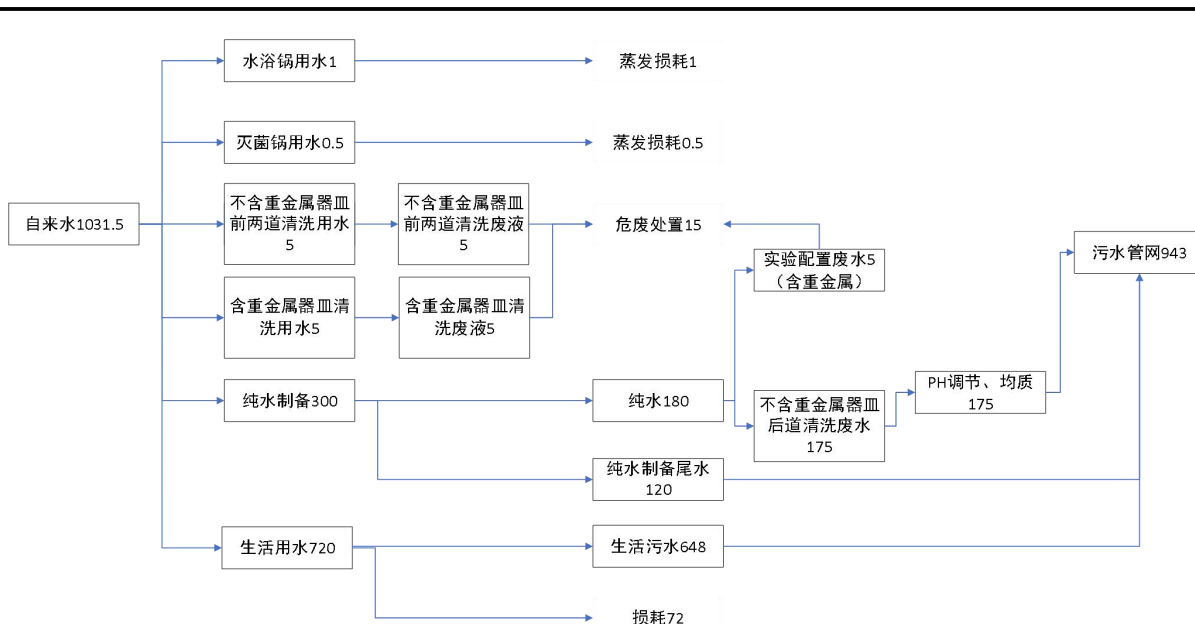 水浴锅用水1
蒸发损耗1
灭菌锅用水0.5
蒸发损耗0.5
自来水1031.5
不含重金属器皿
前两道清洗用水
5
不含重金属器皿
前两道清洗废液
5
危废处置15
实验配置废水5
（含重金属）
污水管网943
含重金属器皿清
洗用水5
含重金属器皿清
洗废液5
纯水制备300
纯水180
不含重金属器皿
后道清洗废水
175
PH调节、均质
175
纯水制备尾水
120
生活用水720
生活污水648
损耗72